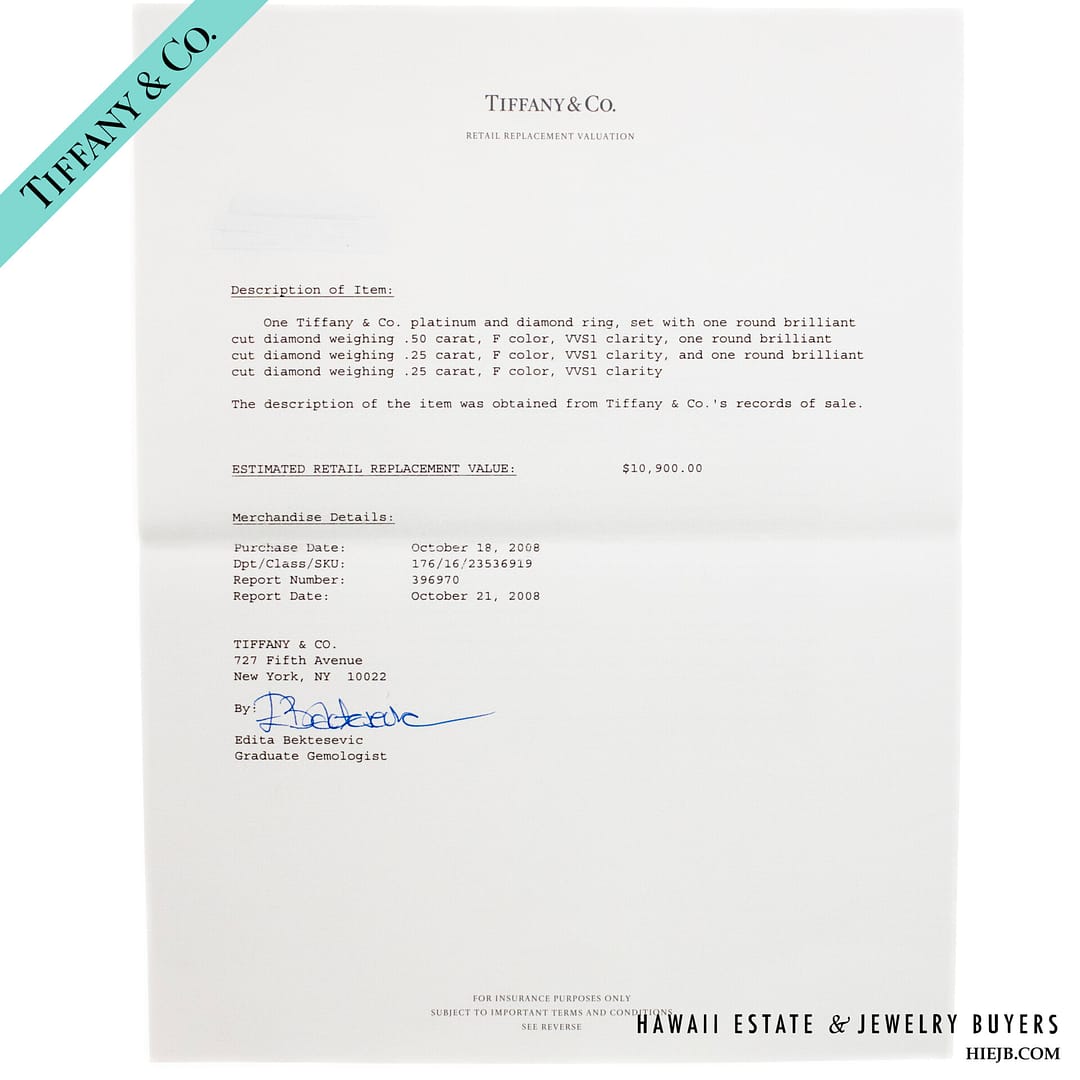 TIFFANY & CO.
TIFFANY & CO.
RETAIL REPLACEMENT VALUATION
Description of Item:
One Tiffany & Co. platinum and diamond ring, set with one round brilliant
cut diamond weighing .50 carat, F color, VVS1 clarity, one round brilliant
cut diamond weighing .25 carat, F color, VVS1 clarity, and one round brilliant
cut diamond weighing .25 carat, F color, VVS1 clarity
The description of the item was obtained from Tiffany & Co.'s records of sale.
ESTIMATED RETAIL REPLACEMENT VALUE: $10,900.00
Merchandise Details:
Purchase Date: October 18, 2008
Dpt/Class/SKU: 176/16/23536919
Report Number: 396970
Report Date: October 21, 2008
TIFFANY & CO.
727 Fifth Avenue
New York, NY 10022
By:
Edita Bektesevic
Graduate Gemologist
FOR INSURANCE PURPOSES ONLY
SUBJECT TO IMPORTANT TERMS AND CONDITIONS
SEE REVERSE
HAWAII ESTATE & JEWELRY BUYERS
HIEJB.COM